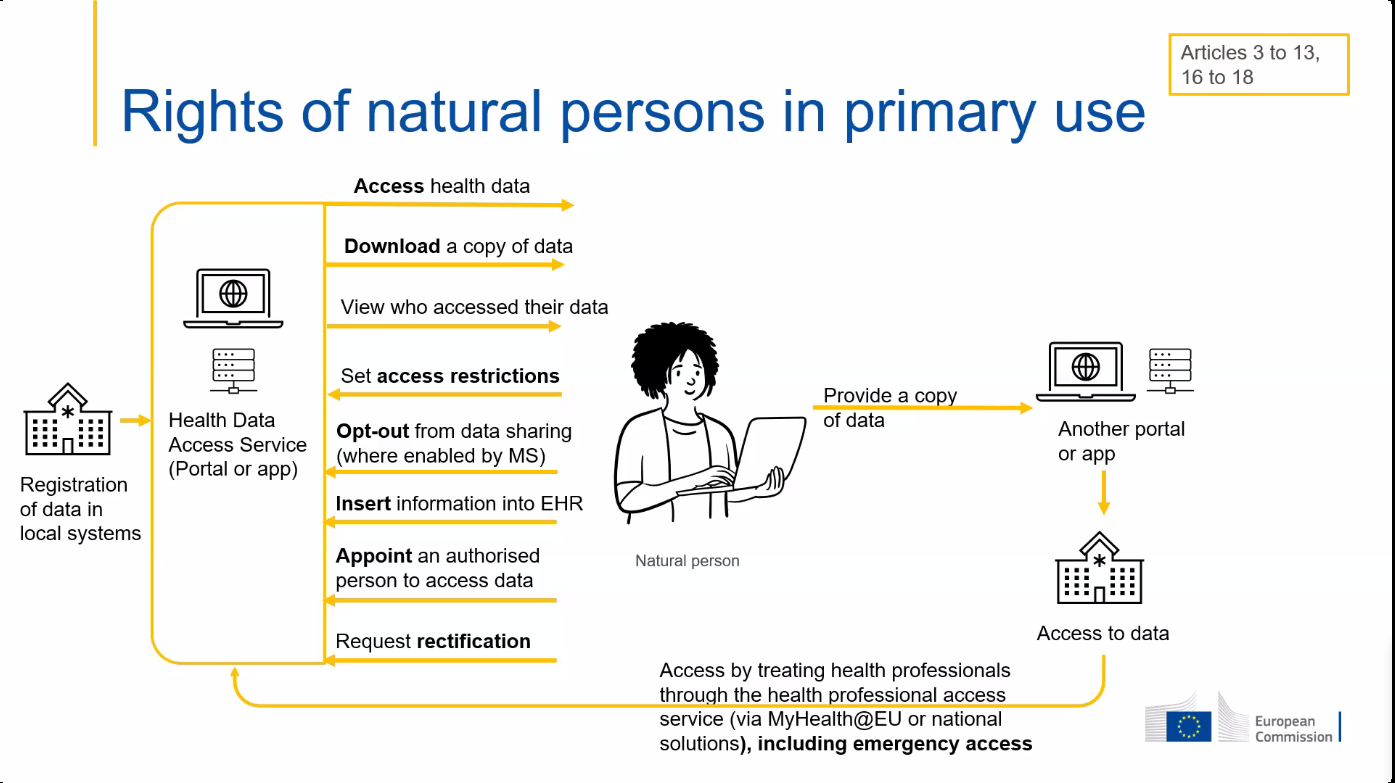 Articles 3 to 13,
16 to 18
Rights of natural persons in primary use
Access health data
Download a copy of data
View who accessed their data
Set access restrictions
Opt-out from data sharing
(where enabled by MS)
Insert information into EHR
Appoint an authorised
person to access data
Request rectification
Registration
of data in
local systems
Health Data
Access Service
(Portal or app)
Natural person
Provide a copy
of data
Another portal
or app
Access to data
Access by treating health professionals
through the health professional access
service (via MyHealth@EU or national
solutions), including emergency access
European
Commission